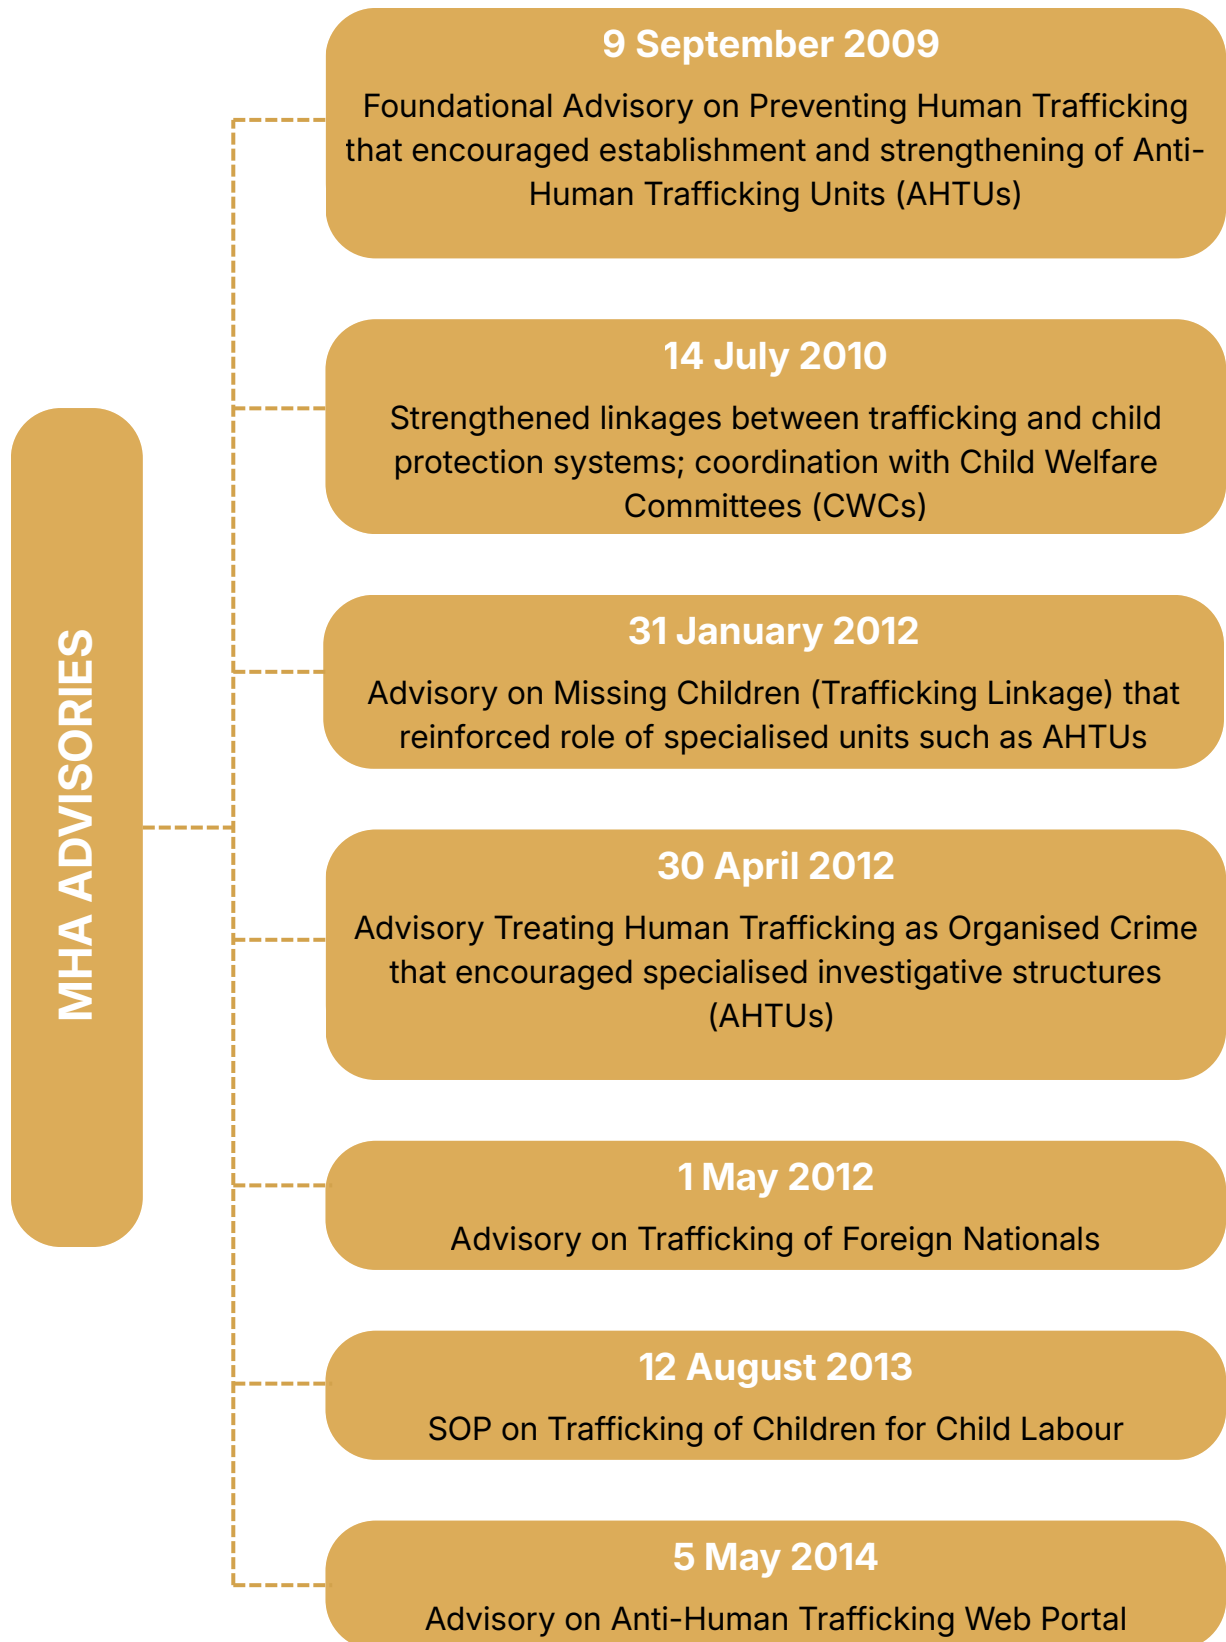 MHA ADVISORIES
9 September 2009
Foundational Advisory on Preventing Human Trafficking
that encouraged establishment and strengthening of Anti-
Human Trafficking Units (AHTUs)
14 July 2010
Strengthened linkages between trafficking and child
protection systems; coordination with Child Welfare
Committees (CWCs)
31 January 2012
Advisory on Missing Children (Trafficking Linkage) that
reinforced role of specialised units such as AHTUs
30 April 2012
Advisory Treating Human Trafficking as Organised Crime
that encouraged specialised investigative structures
(AHTUs)
1 May 2012
Advisory on Trafficking of Foreign Nationals
12 August 2013
SOP on Trafficking of Children for Child Labour
5 May 2014
Advisory on Anti-Human Trafficking Web Portal